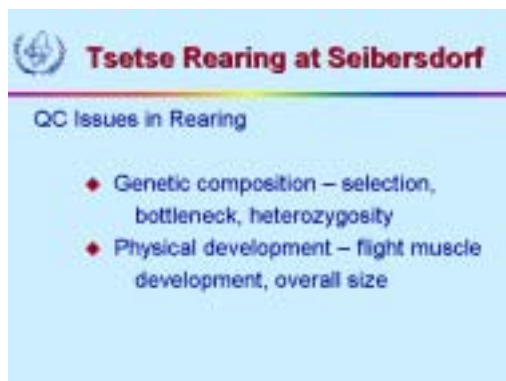 Tsetse Rearing at Seibersdorf
QC Issues in Rearing
Genetic composition – selection,
bottleneck, heterozygosity
Physical development – flight muscle
development, overall size